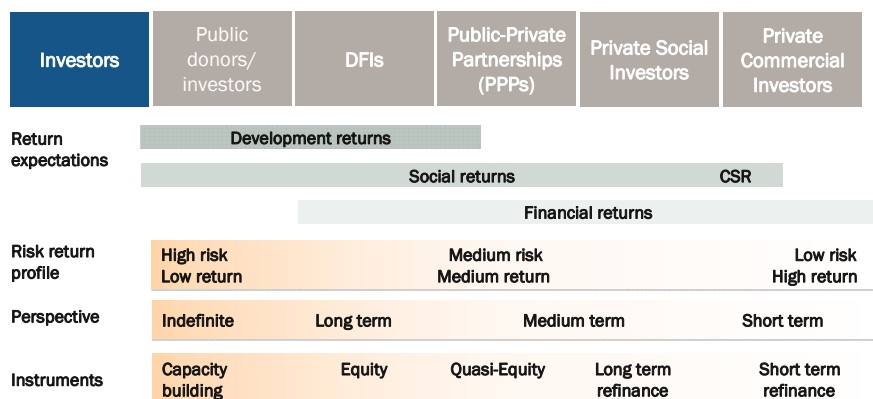 Investors
Public
donors/
investors
DFIs
Public-Private
Partnerships
(PPPs)
Private Social
Investors
Private
Commercial
Investors
Return
expectations
Development returns
Social returns
CSR
Financial returns
Risk return
profile
High risk
Low return
Medium risk
Medium return
Low risk
High return
Perspective
Indefinite
Long term
Medium term
Short term
Instruments
Capacity
building
Equity
Quasi-Equity
Long term
refinance
Short term
refinance